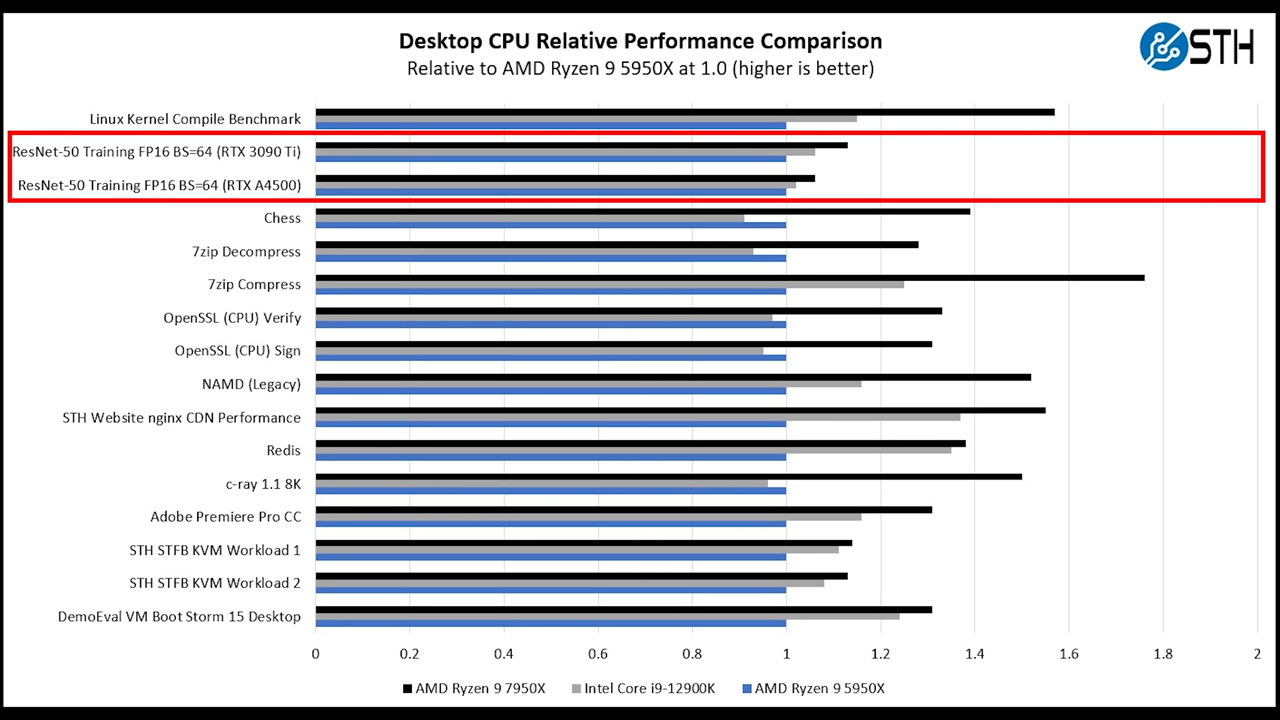 Desktop CPU Relative Performance Comparison
Relative to AMD Ryzen 9 5950X at 1.0 (higher is better)
STH
Linux Kernel Compile Benchmark
ResNet-50 Training FP16 BS=64 (RTX 3090 Ti)
ResNet-50 Training FP16 BS=64 (RTX A4500)
Chess
7zip Decompress
7zip Compress
OpenSSL (CPU) Verify
OpenSSL (CPU) Sign
NAMD (Legacy)
STH Website nginx CDN Performance
Redis
c-ray 1.1 8K
Adobe Premiere Pro CC
STH STFB KVM Workload 1
STH STFB KVM Workload 2
DemoEval VM Boot Storm 15 Desktop
0 0.2 0.4 0.6 0.8 1 1.2 1.4 1.6 1.8 2
AMD Ryzen 9 7950X Intel Core i9-12900K AMD Ryzen 9 5950X